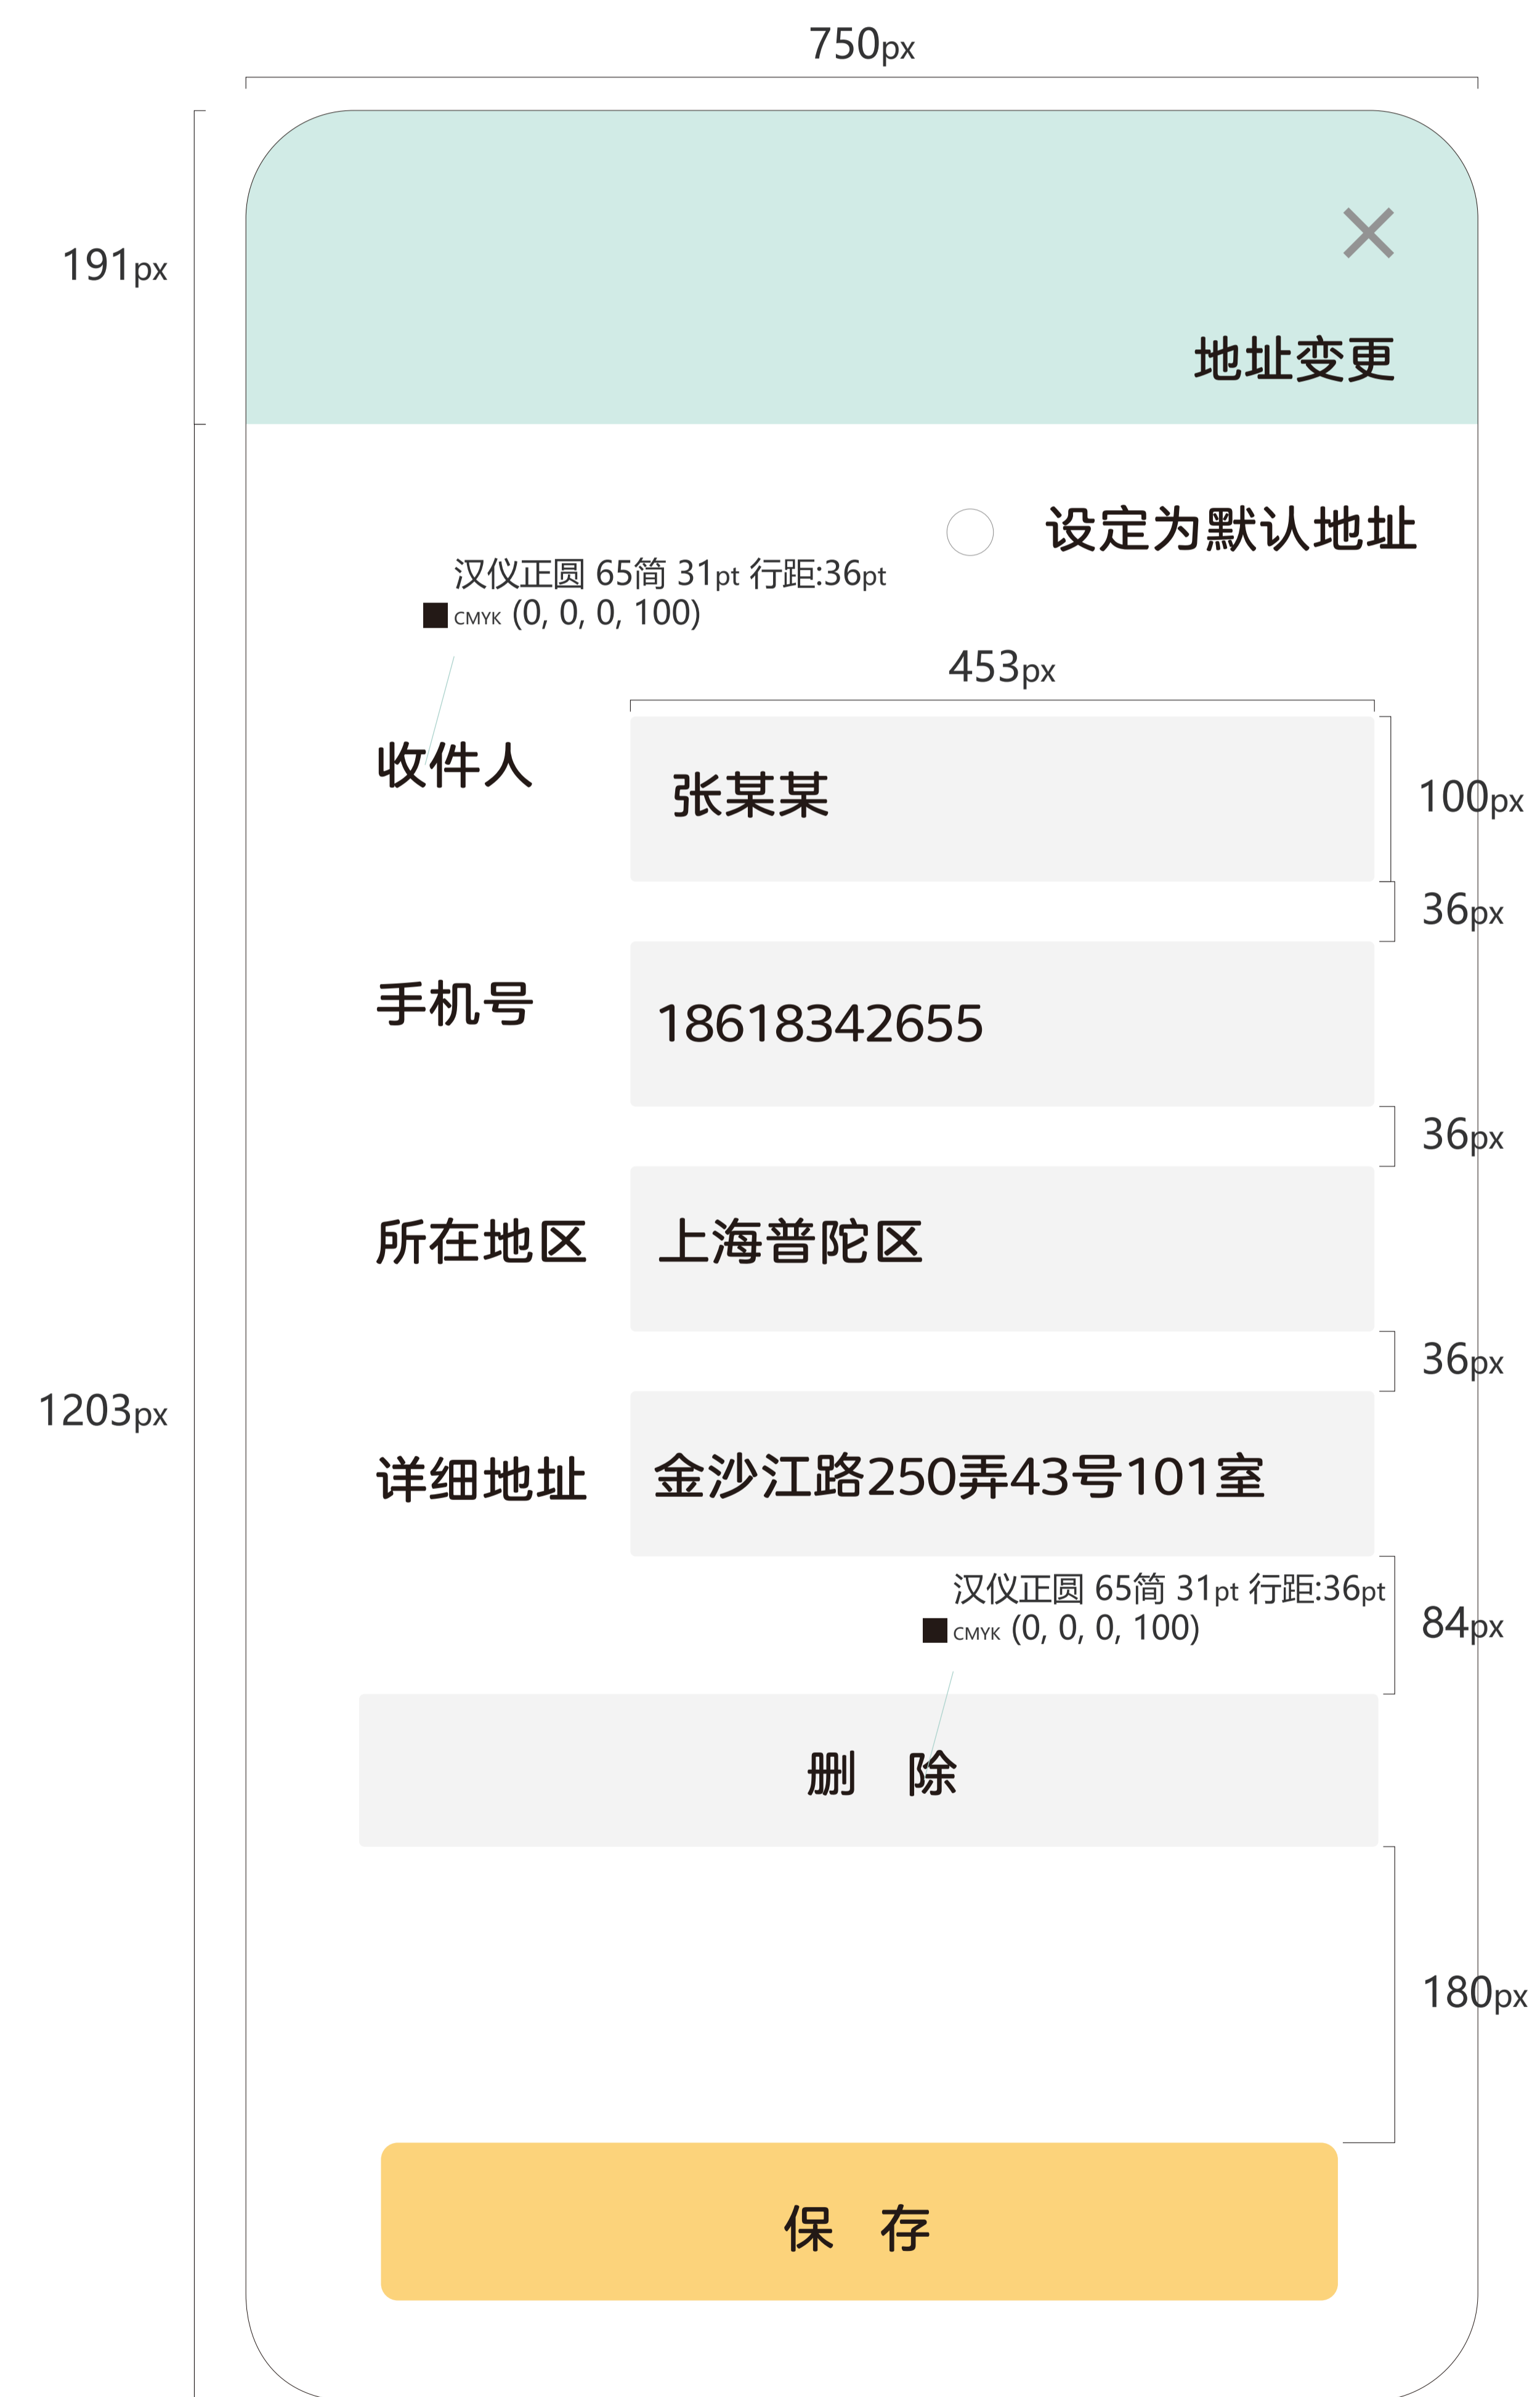 750px
191px
地址变更
设定为默认地址
汉仪正圆 65简 31pt 行距:36pt
CMYK (0, 0, 0, 100)
453px
收件人
张某某
100px
36px
手机号
18618342655
36px
所在地区
上海普陀区
36px
1203px
详细地址
金沙江路250弄43号101室
汉仪正圆 65简 31pt 行距:36pt
CMYK (0, 0, 0, 100)
84px
删 除
180px
保 存